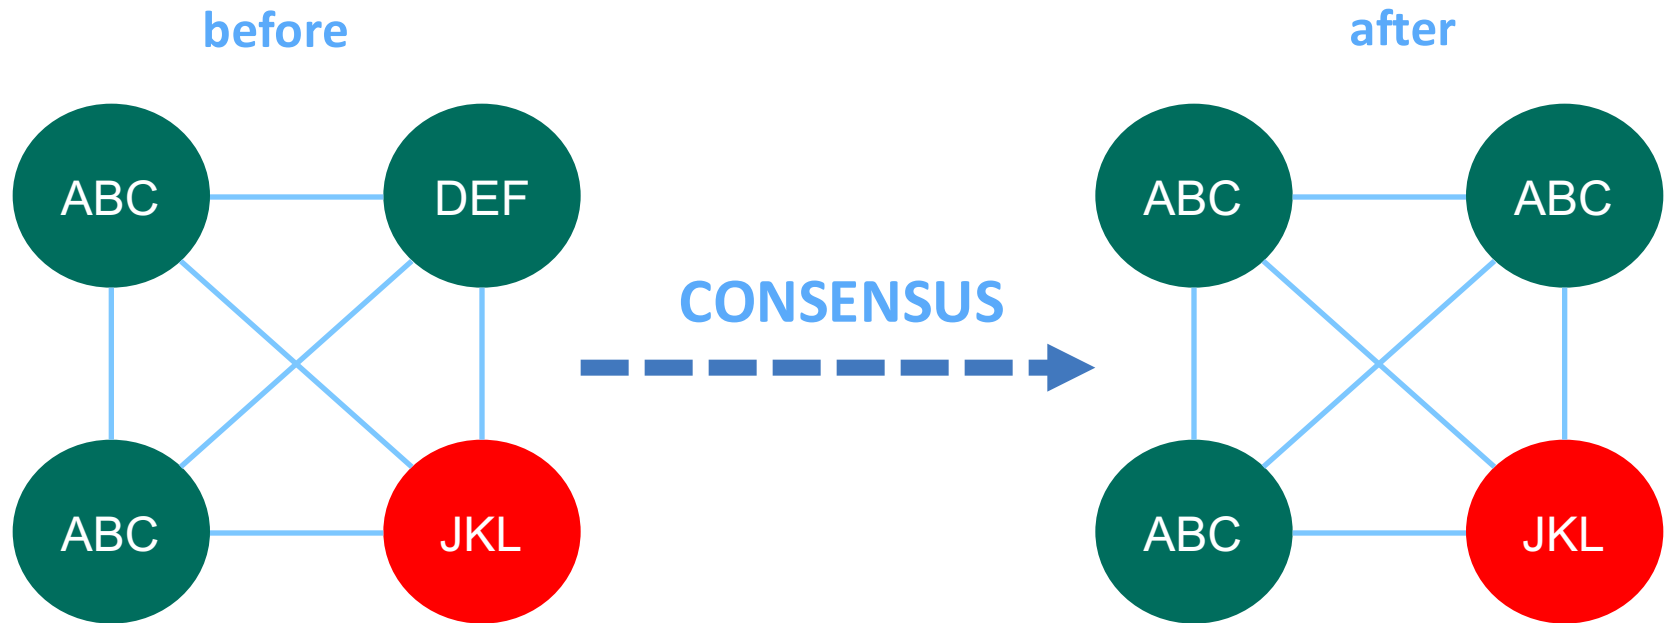 before
after
ABC
DEF
ABC
ABC
CONSENSUS
ABC
JKL
ABC
JKL